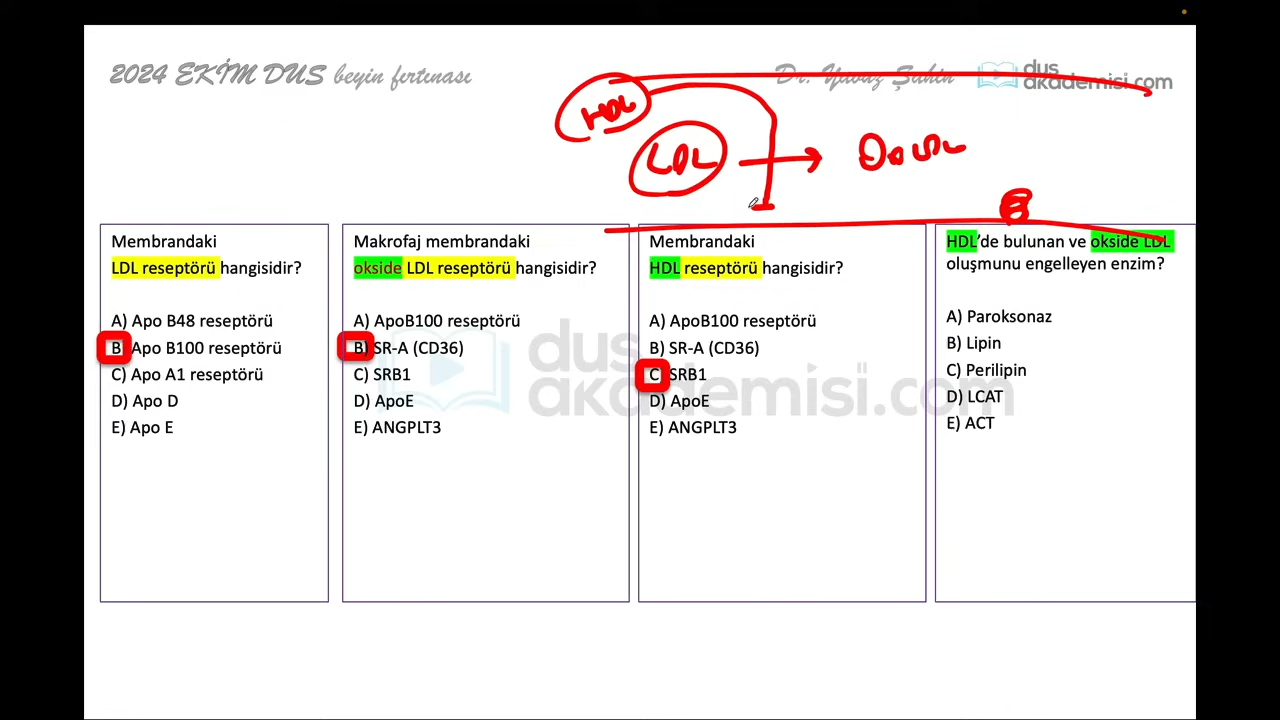 2024 EKİM DUS beyin fırtınası
Dr. Yavuz Şahin
dus
akademisi.com
HDL
LDL
Membrandaki
LDL reseptörü hangisidir?
A) Apo B48 reseptörü
B) Apo B100 reseptörü
C) Apo A1 reseptörü
D) Apo D
E) Apo E
Makrofaj membrandaki
okside LDL reseptörü hangisidir?
A) ApoB100 reseptörü
B) SR-A (CD36)
C) SRB1
D) ApoE
E) ANGPLT3
Membrandaki
HDL reseptörü hangisidir?
A) ApoB100 reseptörü
B) SR-A (CD36)
C) SRB1
D) ApoE
E) ANGPLT3
HDL’de bulunan ve okside LDL
oluşmunu engelleyen enzim?
A) Paroksonaz
B) Lipin
C) Perilipin
D) LCAT
E) ACT
dus
akademisi.com